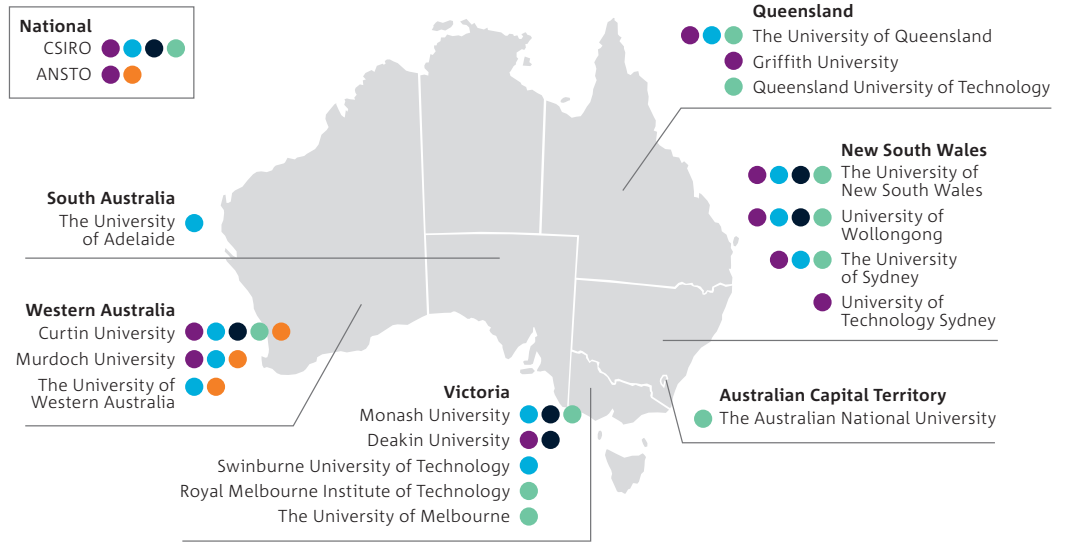 National
CSIRO
ANSTO
Queensland
The University of Queensland
Griffith University
Queensland University of Technology
New South Wales
The University of
New South Wales
University of
Wollongong
The University
of Sydney
University of
Technology Sydney
South Australia
The University
of Adelaide
Western Australia
Curtin University
Murdoch University
The University of
Western Australia
Victoria
Monash University
Deakin University
Swinburne University of Technology
Royal Melbourne Institute of Technology
The University of Melbourne
Australian Capital Territory
The Australian National University